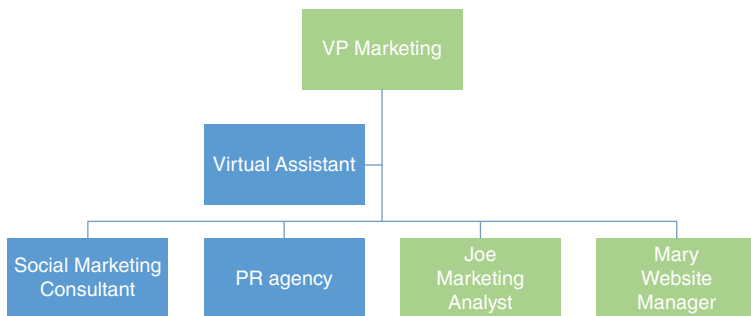 VP Marketing
Virtual Assistant
Social Marketing
Consultant
PR agency
Joe
Marketing
Analyst
Mary
Website
Manager